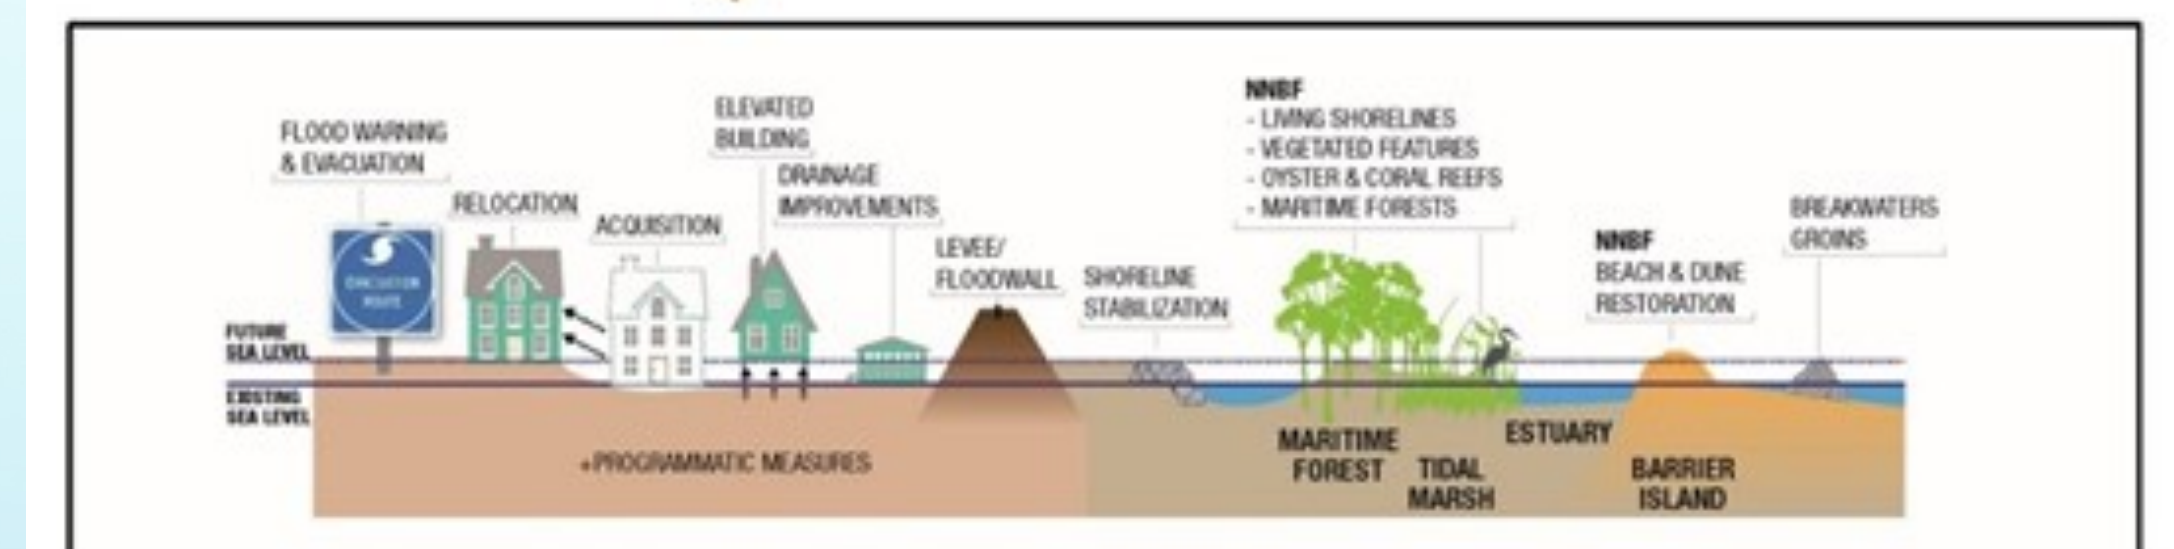 FLOOD WARNING
& EVACUATION
RELOCATION
ACQUISITION
ELEVATED
BUILDING
DRAINAGE
IMPROVEMENTS
LEVEE/
FLOODWALL
SHORELINE
STABILIZATION
NNBF
- LIVING SHORELINES
- VEGETATED FEATURES
- OYSTER & CORAL REEFS
- MARITIME FORESTS
NNBF
BEACH & DUNE
RESTORATION
BREAKWATERS
GROINS
EVACUATION
ROUTE
FUTURE
SEA LEVEL
EXISTING
SEA LEVEL
+PROGRAMMATIC MEASURES
MARITIME
FOREST
TIDAL
MARSH
ESTUARY
BARRIER
ISLAND